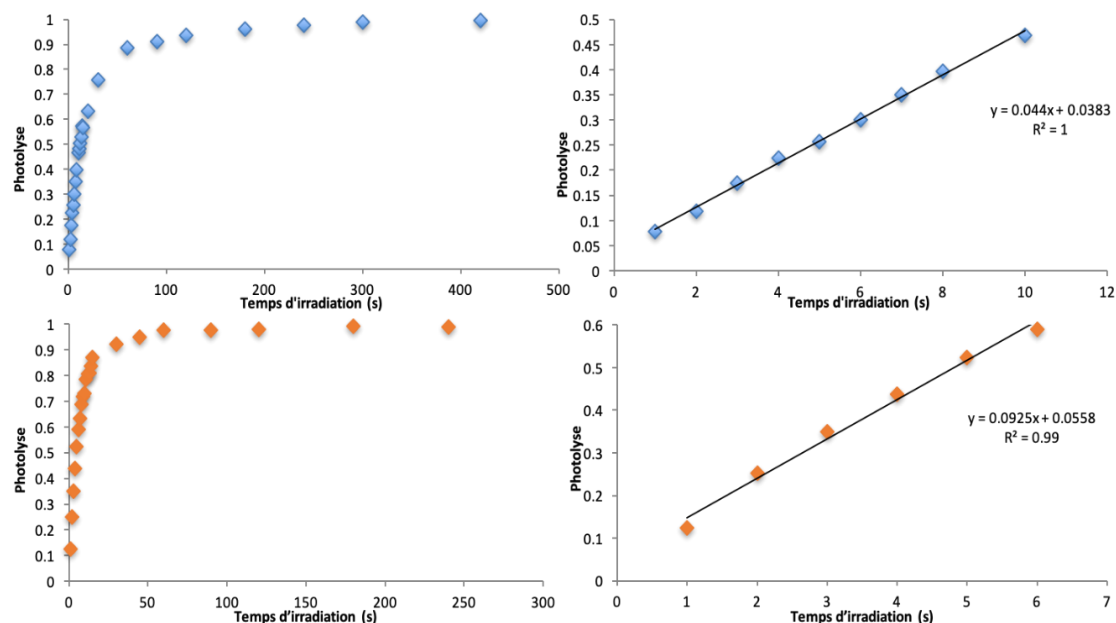 1
0.9
0.8
0.7
0.6
0.5
0.4
0.3
0.2
0.1
0
Photolyse
0 100 200 300 400 500
Temps d'irradiation (s)
0.5
0.45
0.4
0.35
0.3
0.25
0.2
0.15
0.1
0.05
0
Photolyse
y = 0.044x + 0.0383
R² = 1
0 2 4 6 8 10 12
Temps d'irradiation (s)
1
0.9
0.8
0.7
0.6
0.5
0.4
0.3
0.2
0.1
0
Photolyse
0 50 100 150 200 250 300
Temps d’irradiation (s)
0.6
0.5
0.4
0.3
0.2
0.1
0
Photolyse
y = 0.0925x + 0.0558
R² = 0.99
0 1 2 3 4 5 6 7
Temps d’irradiation (s)